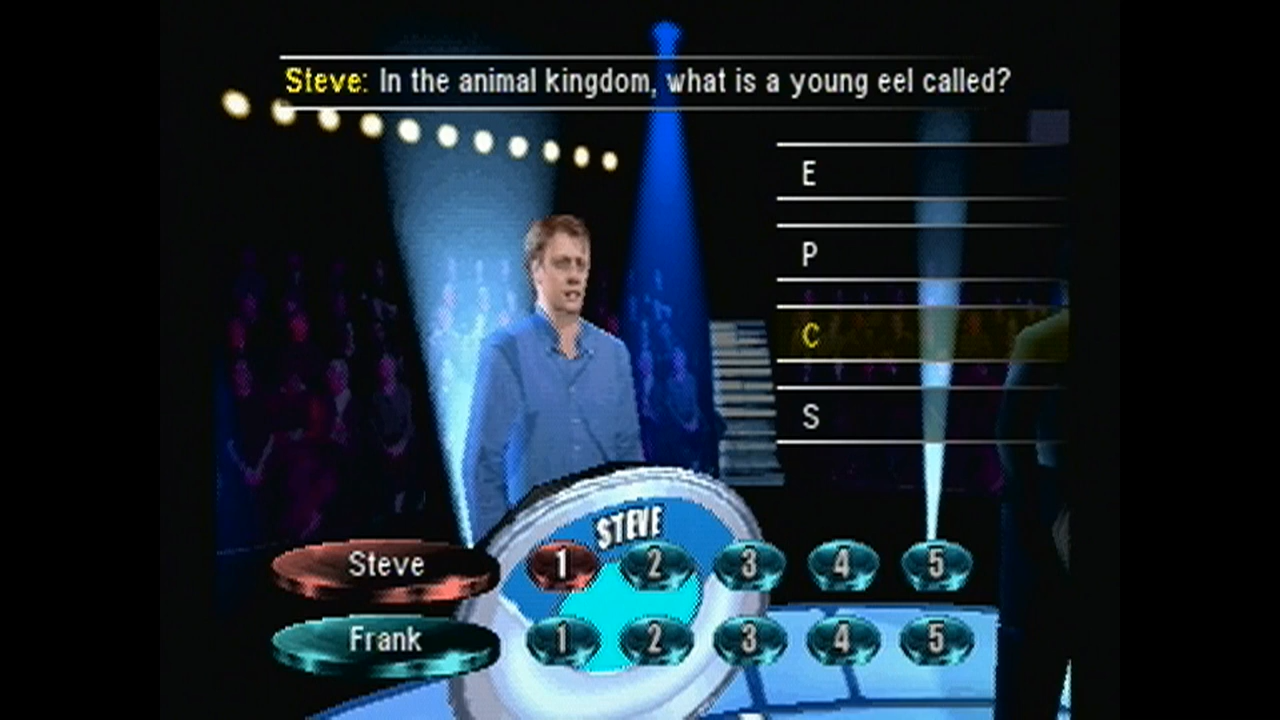 Steve: In the animal kingdom, what is a young eel called?
E
P
C
S
STEVE
Steve 1 2 3 4 5
Frank 1 2 3 4 5